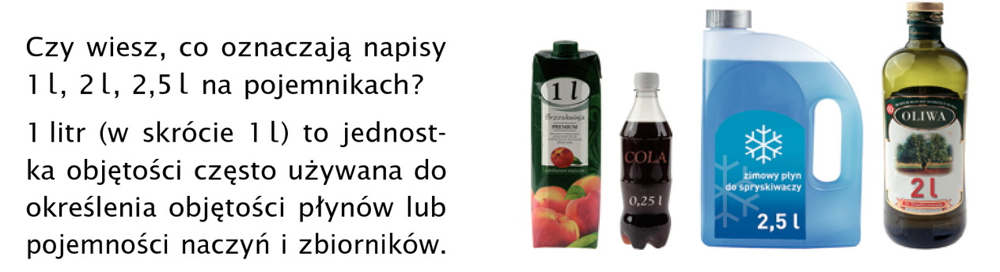 Czy wiesz, co oznaczają napisy
1 l, 2 l, 2,5 l na pojemnikach?
1 litr (w skrócie 1 l) to jednost-
ka objętości często używana do
określenia objętości płynów lub
pojemności naczyń i zbiorników.
1 l
Brzoskwinia
PREMIUM
COLA
0,25 l
zimowy płyn
do spryskiwaczy
2,5 l
OLIWA
2 l